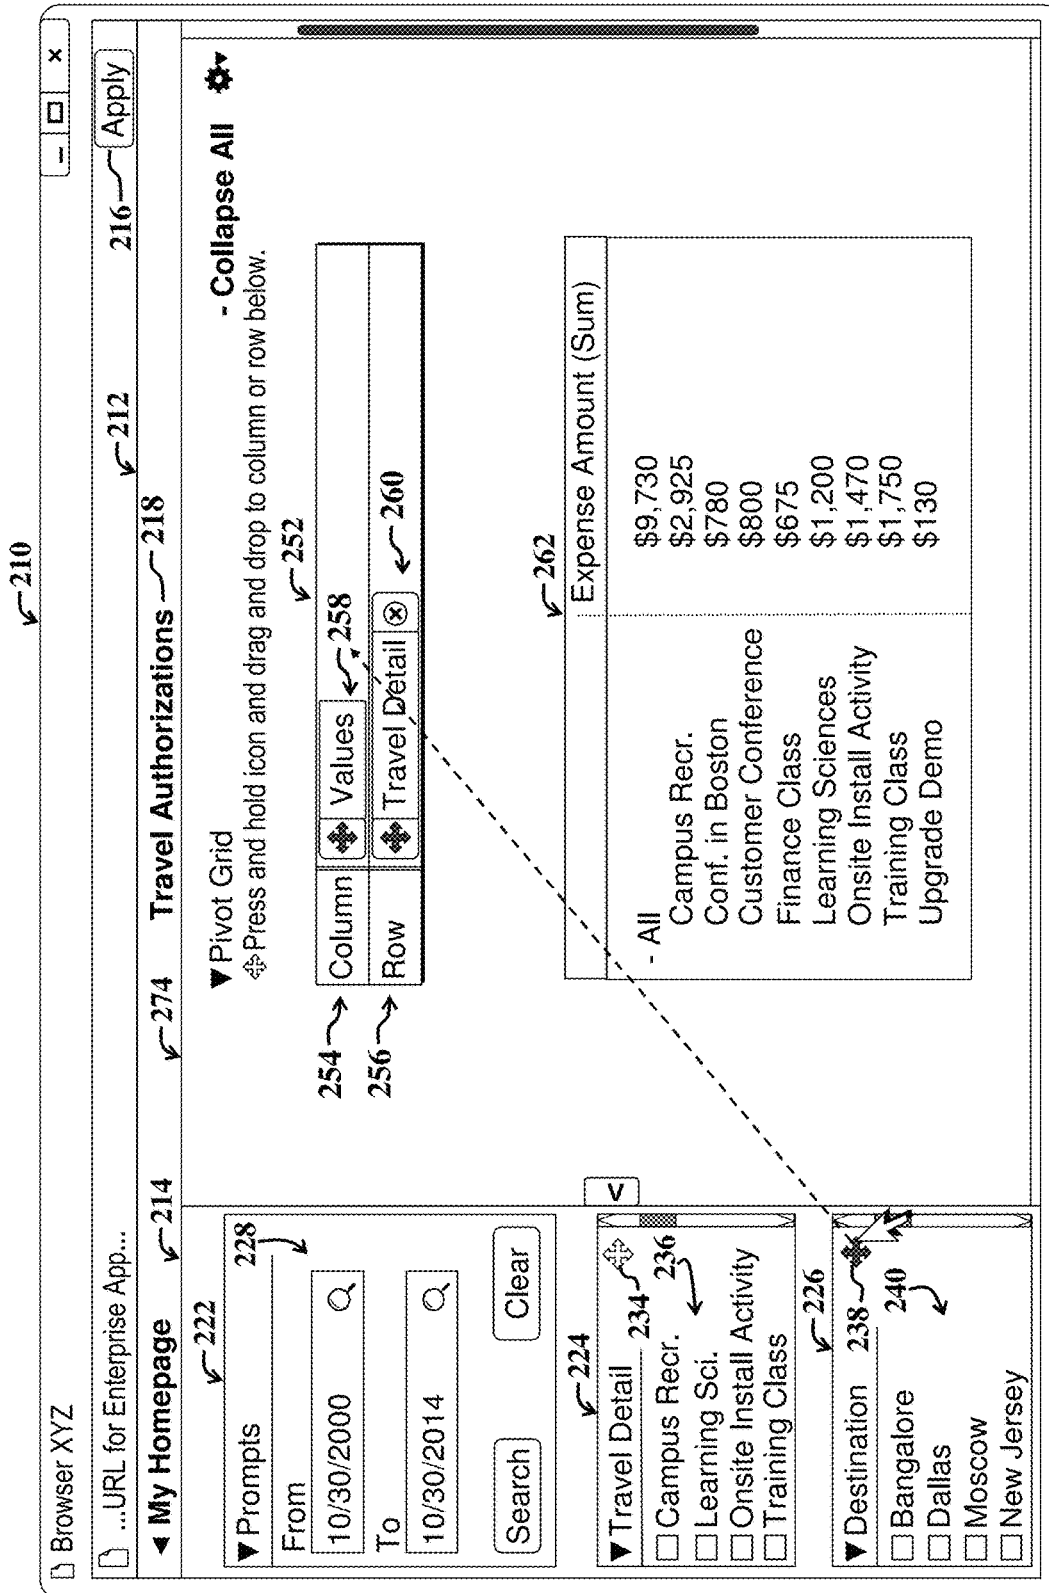 210
Browser XYZ
...URL for Enterprise App...
212
216
Apply
My Homepage
214
274
Travel Authorizations
218
222
Prompts
228
From
10/30/2000
To
10/30/2014
Search
Clear
224
Travel Detail
234
Campus Recr.
236
Learning Sci.
Onsite Install Activity
Training Class
226
Destination
238
Bangalore
240
Dallas
Moscow
New Jersey
<
Pivot Grid
- Collapse All
Press and hold icon and drag and drop to column or row below.
252
254
Column
Values
258
256
Row
Travel Detail
260
262
Expense Amount (Sum)
- All
$9,730
Campus Recr. $2,925
Conf. in Boston $780
Customer Conference $800
Finance Class $675
Learning Sciences $1,200
Onsite Install Activity $1,470
Training Class $1,750
Upgrade Demo $130